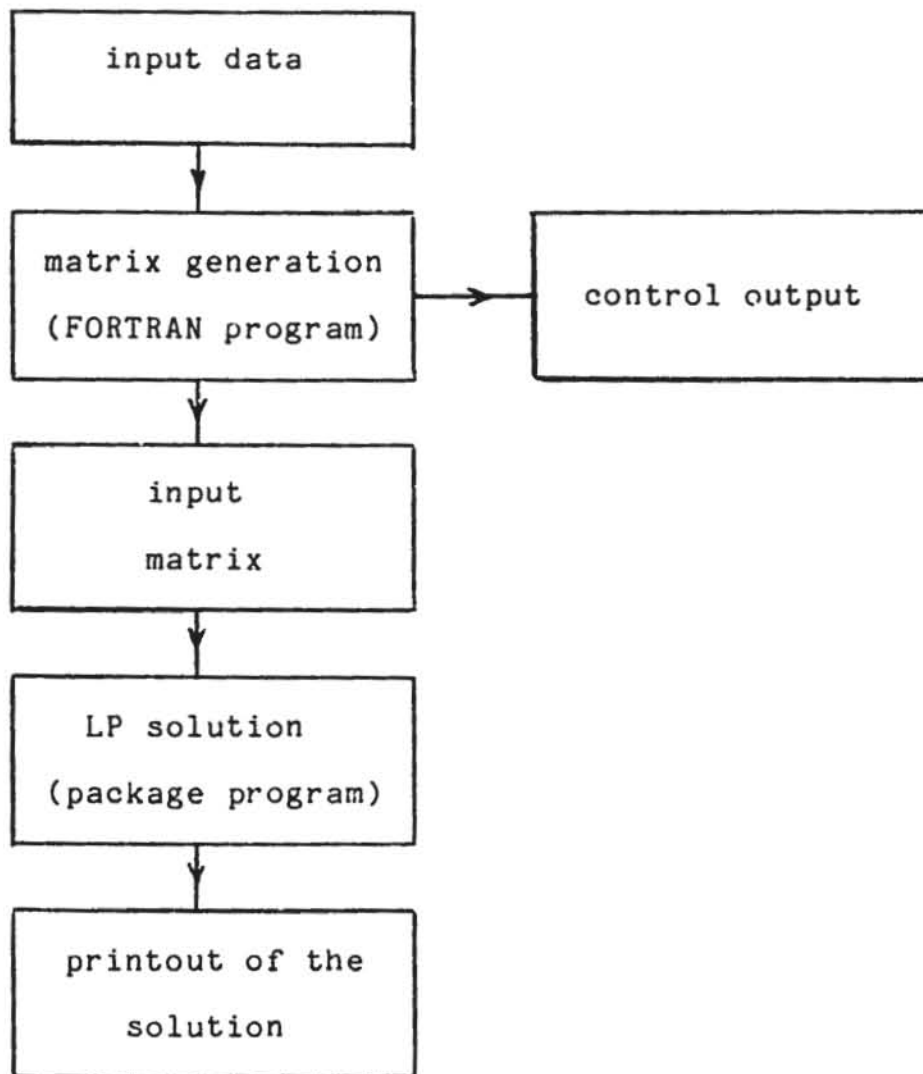 input data
matrix generation
(FORTRAN program)
control output
input
matrix
LP solution
(package program)
printout of the
solution